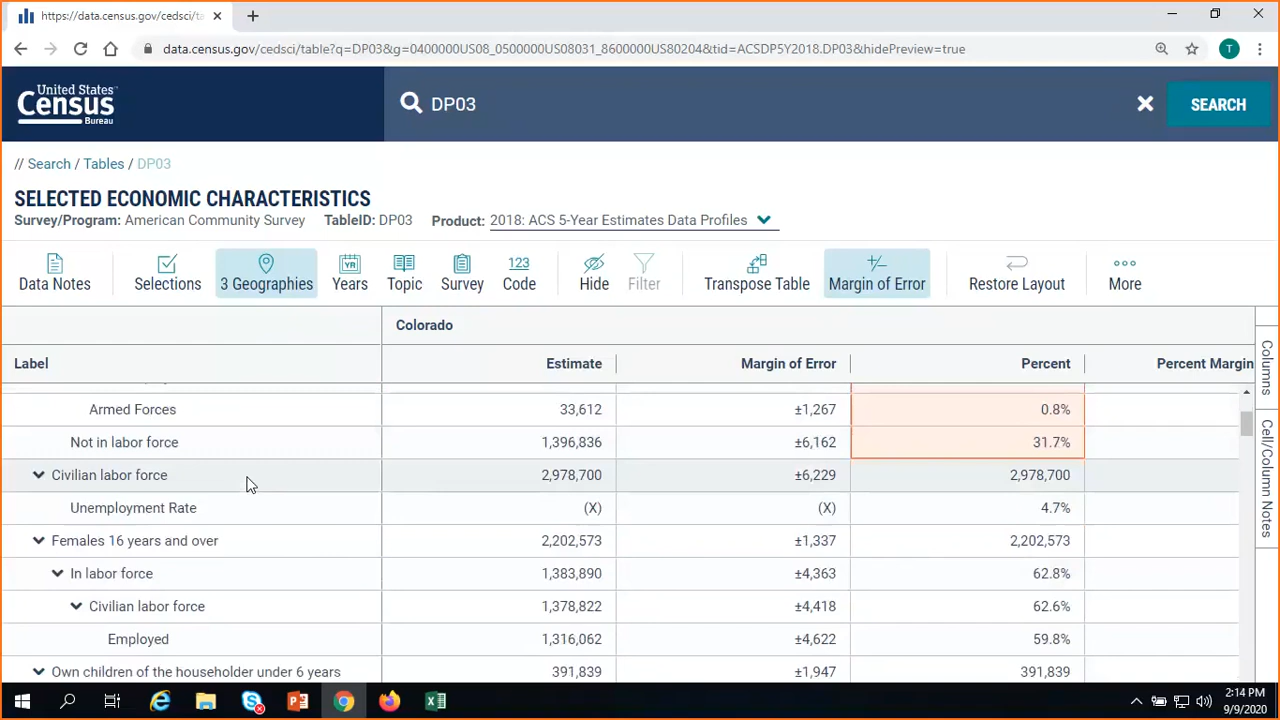 https://data.census.gov/cedsci/ta
data.census.gov/cedsci/table?q=DP03&g=0400000US08_0500000US08031_8600000US80204&tid=ACSDP5Y2018.DP03&hidePreview=true
T
United States™
Census
Bureau
DP03
SEARCH
// Search / Tables / DP03
SELECTED ECONOMIC CHARACTERISTICS
Survey/Program: American Community Survey TableID: DP03 Product: 2018: ACS 5-Year Estimates Data Profiles
YR 123
Data Notes Selections 3 Geographies Years Topic Survey Code Hide Filter Transpose Table Margin of Error Restore Layout More
Colorado
Label Estimate Margin of Error Percent Percent Margin
Armed Forces 33,612 ±1,267 0.8%
Not in labor force 1,396,836 ±6,162 31.7%
Civilian labor force 2,978,700 ±6,229 2,978,700
Unemployment Rate (X) (X) 4.7%
Females 16 years and over 2,202,573 ±1,337 2,202,573
In labor force 1,383,890 ±4,363 62.8%
Civilian labor force 1,378,822 ±4,418 62.6%
Employed 1,316,062 ±4,622 59.8%
Own children of the householder under 6 years 391,839 ±1,947 391,839
Columns
Cell/Column Notes
2:14 PM
9/9/2020